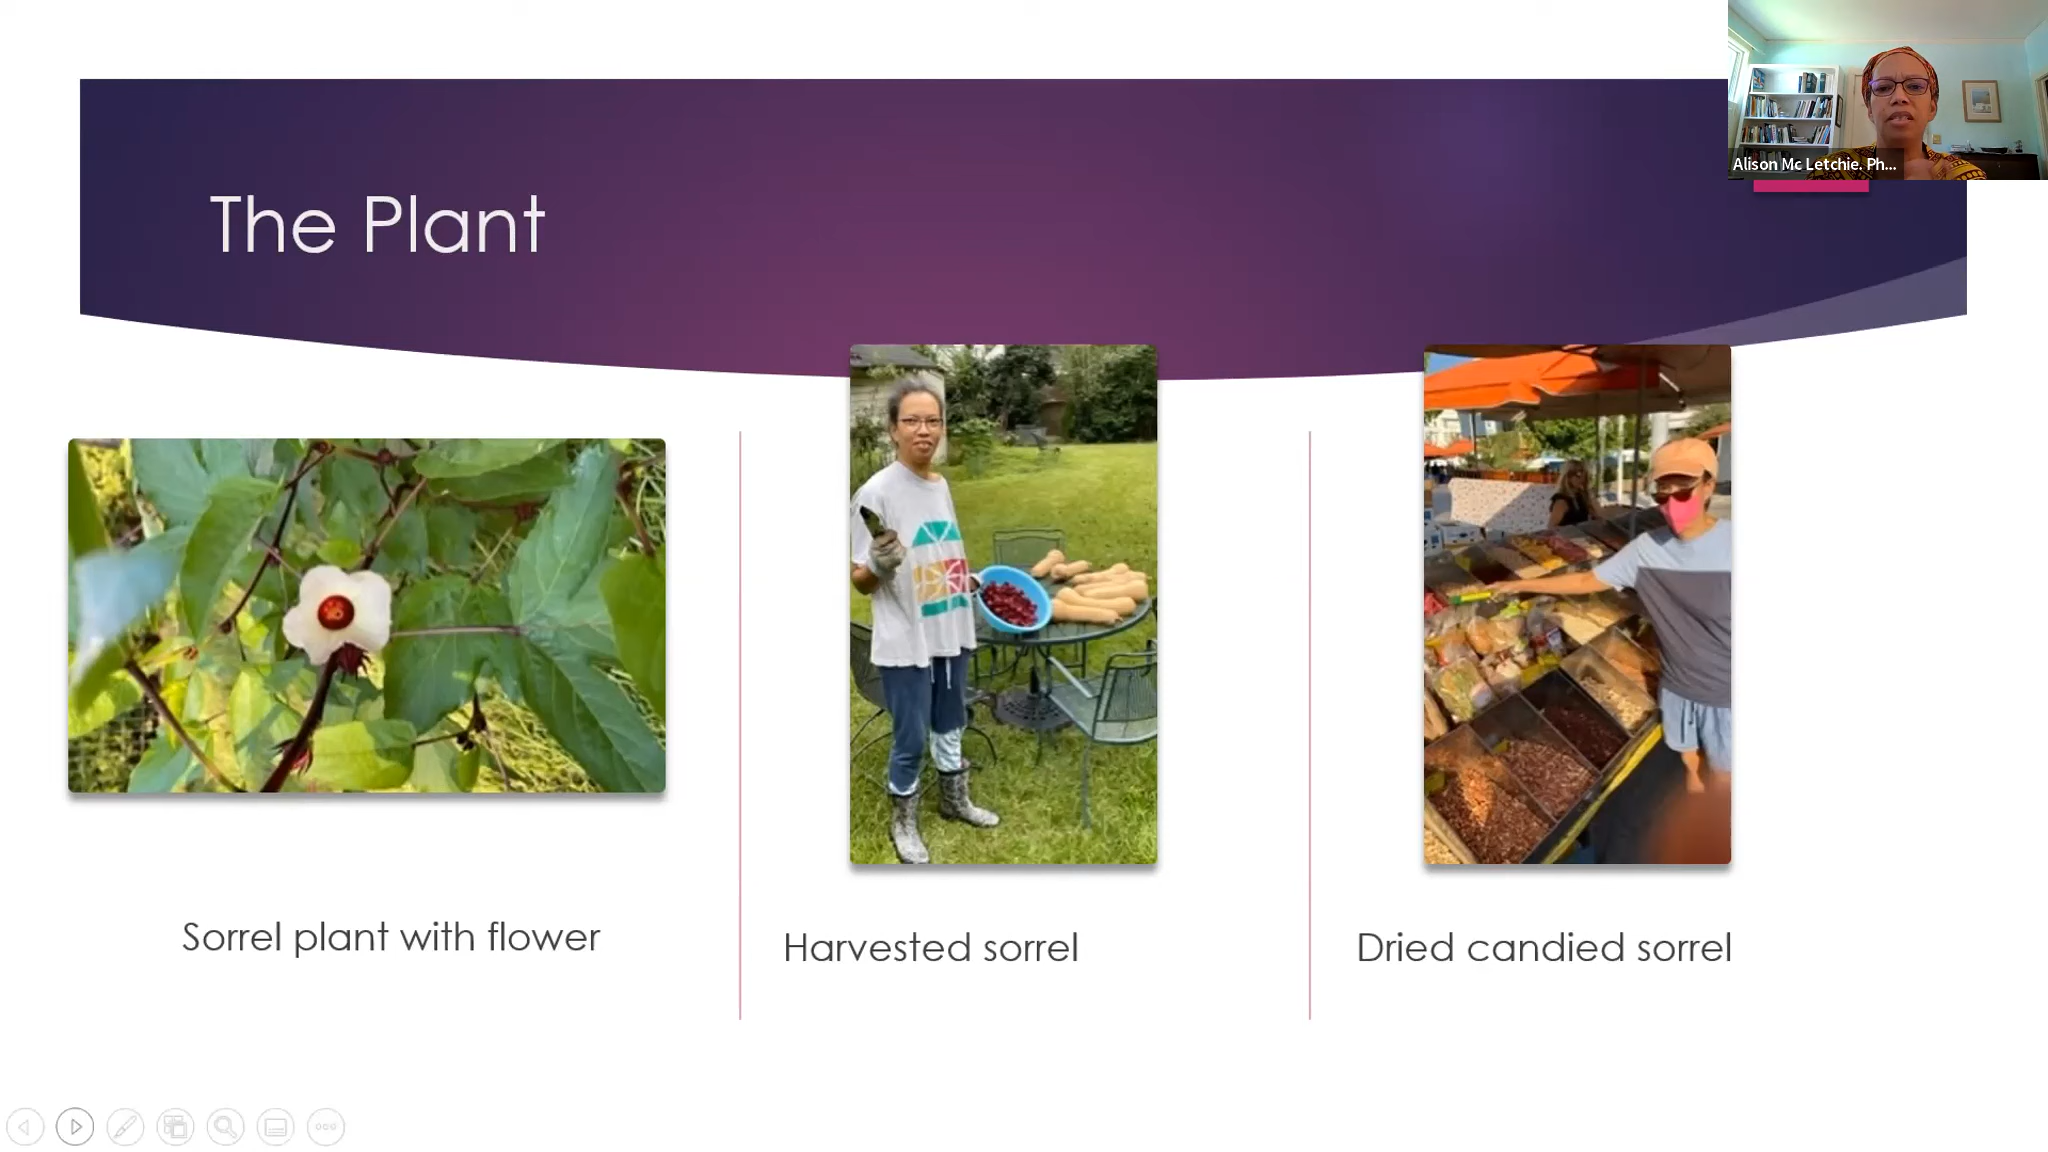 Alison Mc Letchie. Ph...
The Plant
Sorrel plant with flower
Harvested sorrel
Dried candied sorrel